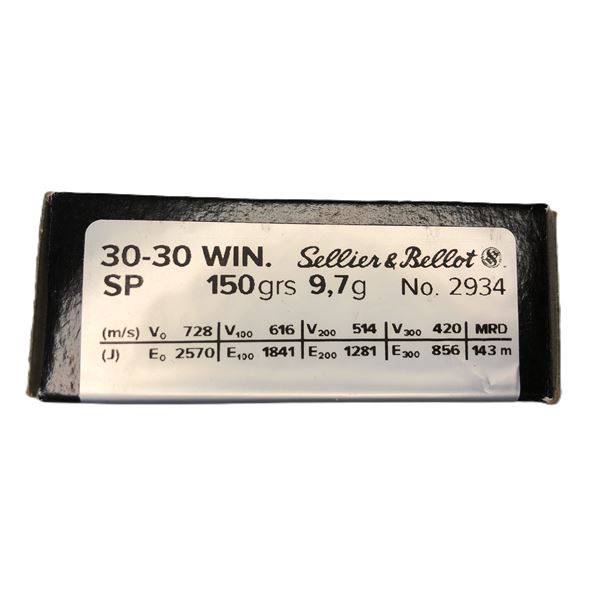 30-30 WIN. Sellier & Bellot
SP 150grs 9,7g No. 2934
(m/s) V₀ 728 V₁₀₀ 616 V₂₀₀ 514 V₃₀₀ 420 MRD
(J) E₀ 2570 E₁₀₀ 1841 E₂₀₀ 1281 E₃₀₀ 856 143 m